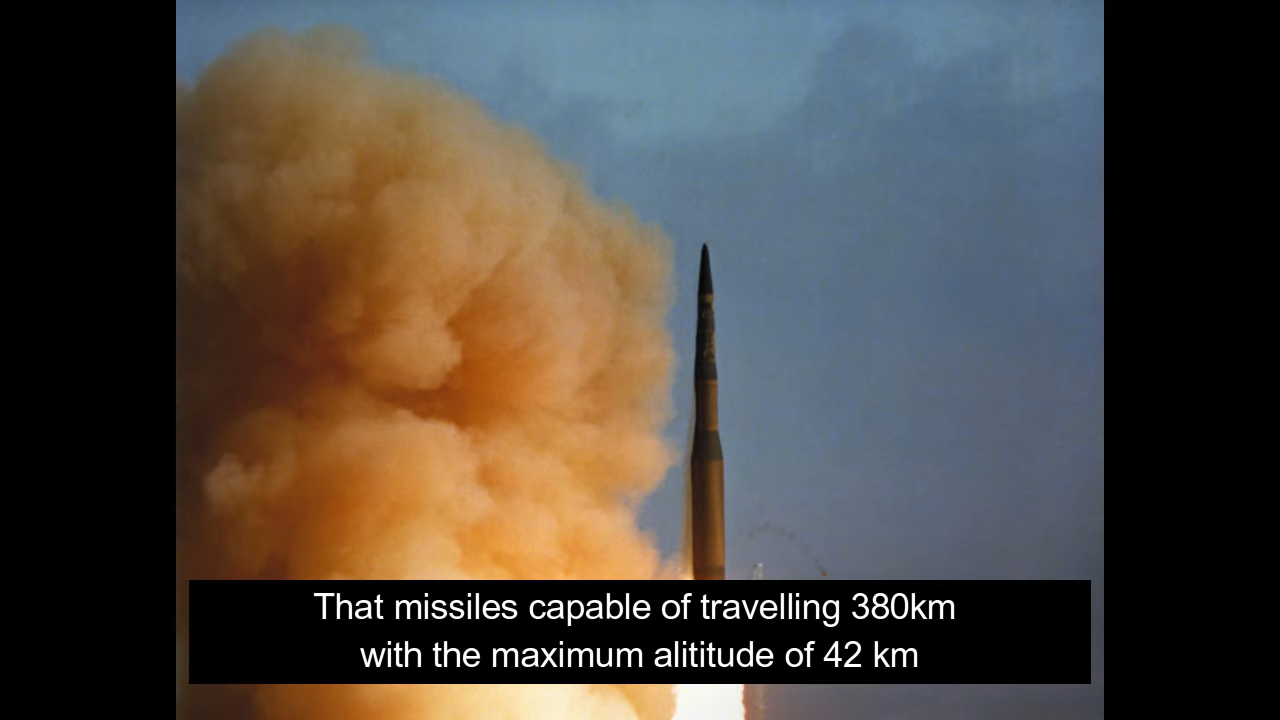 That missiles capable of travelling 380km
with the maximum alititude of 42 km